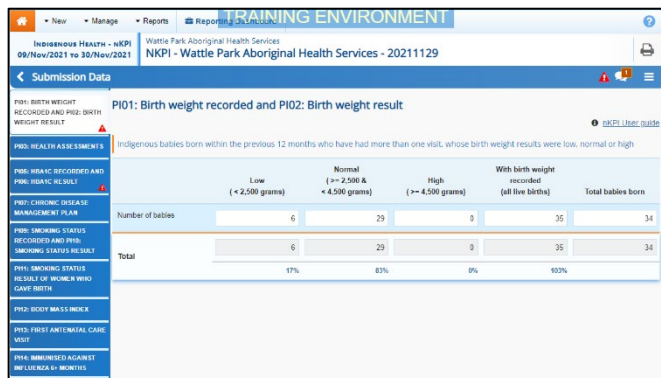 New
Manage
Reports
Reporting Dashboard
TRAINING ENVIRONMENT
INDIGENOUS HEALTH - NKPI
09/NOV/2021 TO 30/NOV/2021
Wattle Park Aboriginal Health Services
NKPI - Wattle Park Aboriginal Health Services - 20211129
Submission Data
1
PI01: BIRTH WEIGHT
RECORDED AND PI02: BIRTH
WEIGHT RESULT
PI03: HEALTH ASSESSMENTS
PI05: HBA1C RECORDED AND
PI06: HBA1C RESULT
PI07: CHRONIC DISEASE
MANAGEMENT PLAN
PI09: SMOKING STATUS
RECORDED AND PI10:
SMOKING STATUS RESULT
PI11: SMOKING STATUS
RESULT OF WOMEN WHO
GAVE BIRTH
PI12: BODY MASS INDEX
PI13: FIRST ANTENATAL CARE
VISIT
PI14: IMMUNISED AGAINST
INFLUENZA 6+ MONTHS
PI01: Birth weight recorded and PI02: Birth weight result
nKPI User guide
Indigenous babies born within the previous 12 months who have had more than one visit, whose birth weight results were low, normal or high
Low
( < 2,500 grams)
Normal
( >= 2,500 &
< 4,500 grams)
High
( >= 4,500 grams)
With birth weight
recorded
(all live births)
Total babies born
Number of babies 6 29 0 35 34
Total 6 29 0 35 34
17% 83% 0% 103%